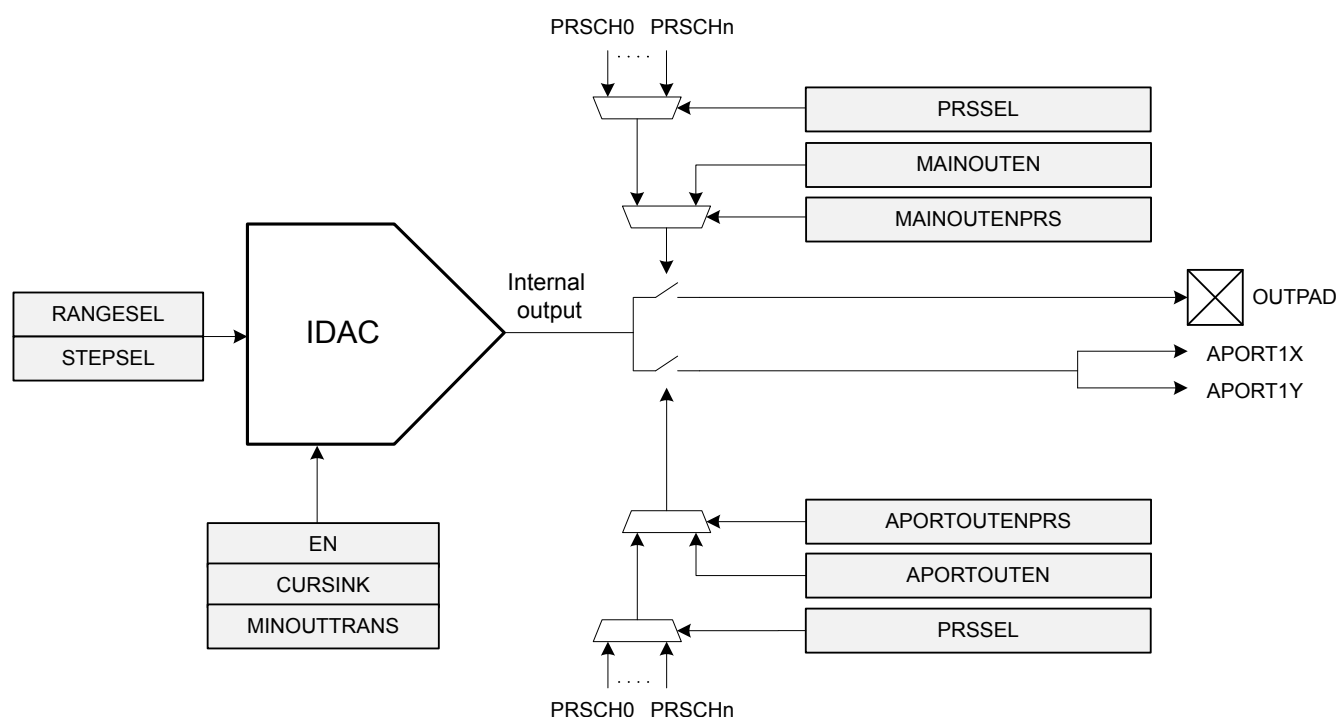 PRSCH0 PRSCHn
. . . .
PRSSEL
MAINOUTEN
MAINOUTENPRS
Internal
output
OUTPAD
RANGESEL
STEPSEL
IDAC
APORT1X
APORT1Y
EN
CURSINK
MINOUTTRANS
APORTOUTENPRS
APORTOUTEN
PRSSEL
. . . .
PRSCH0 PRSCHn